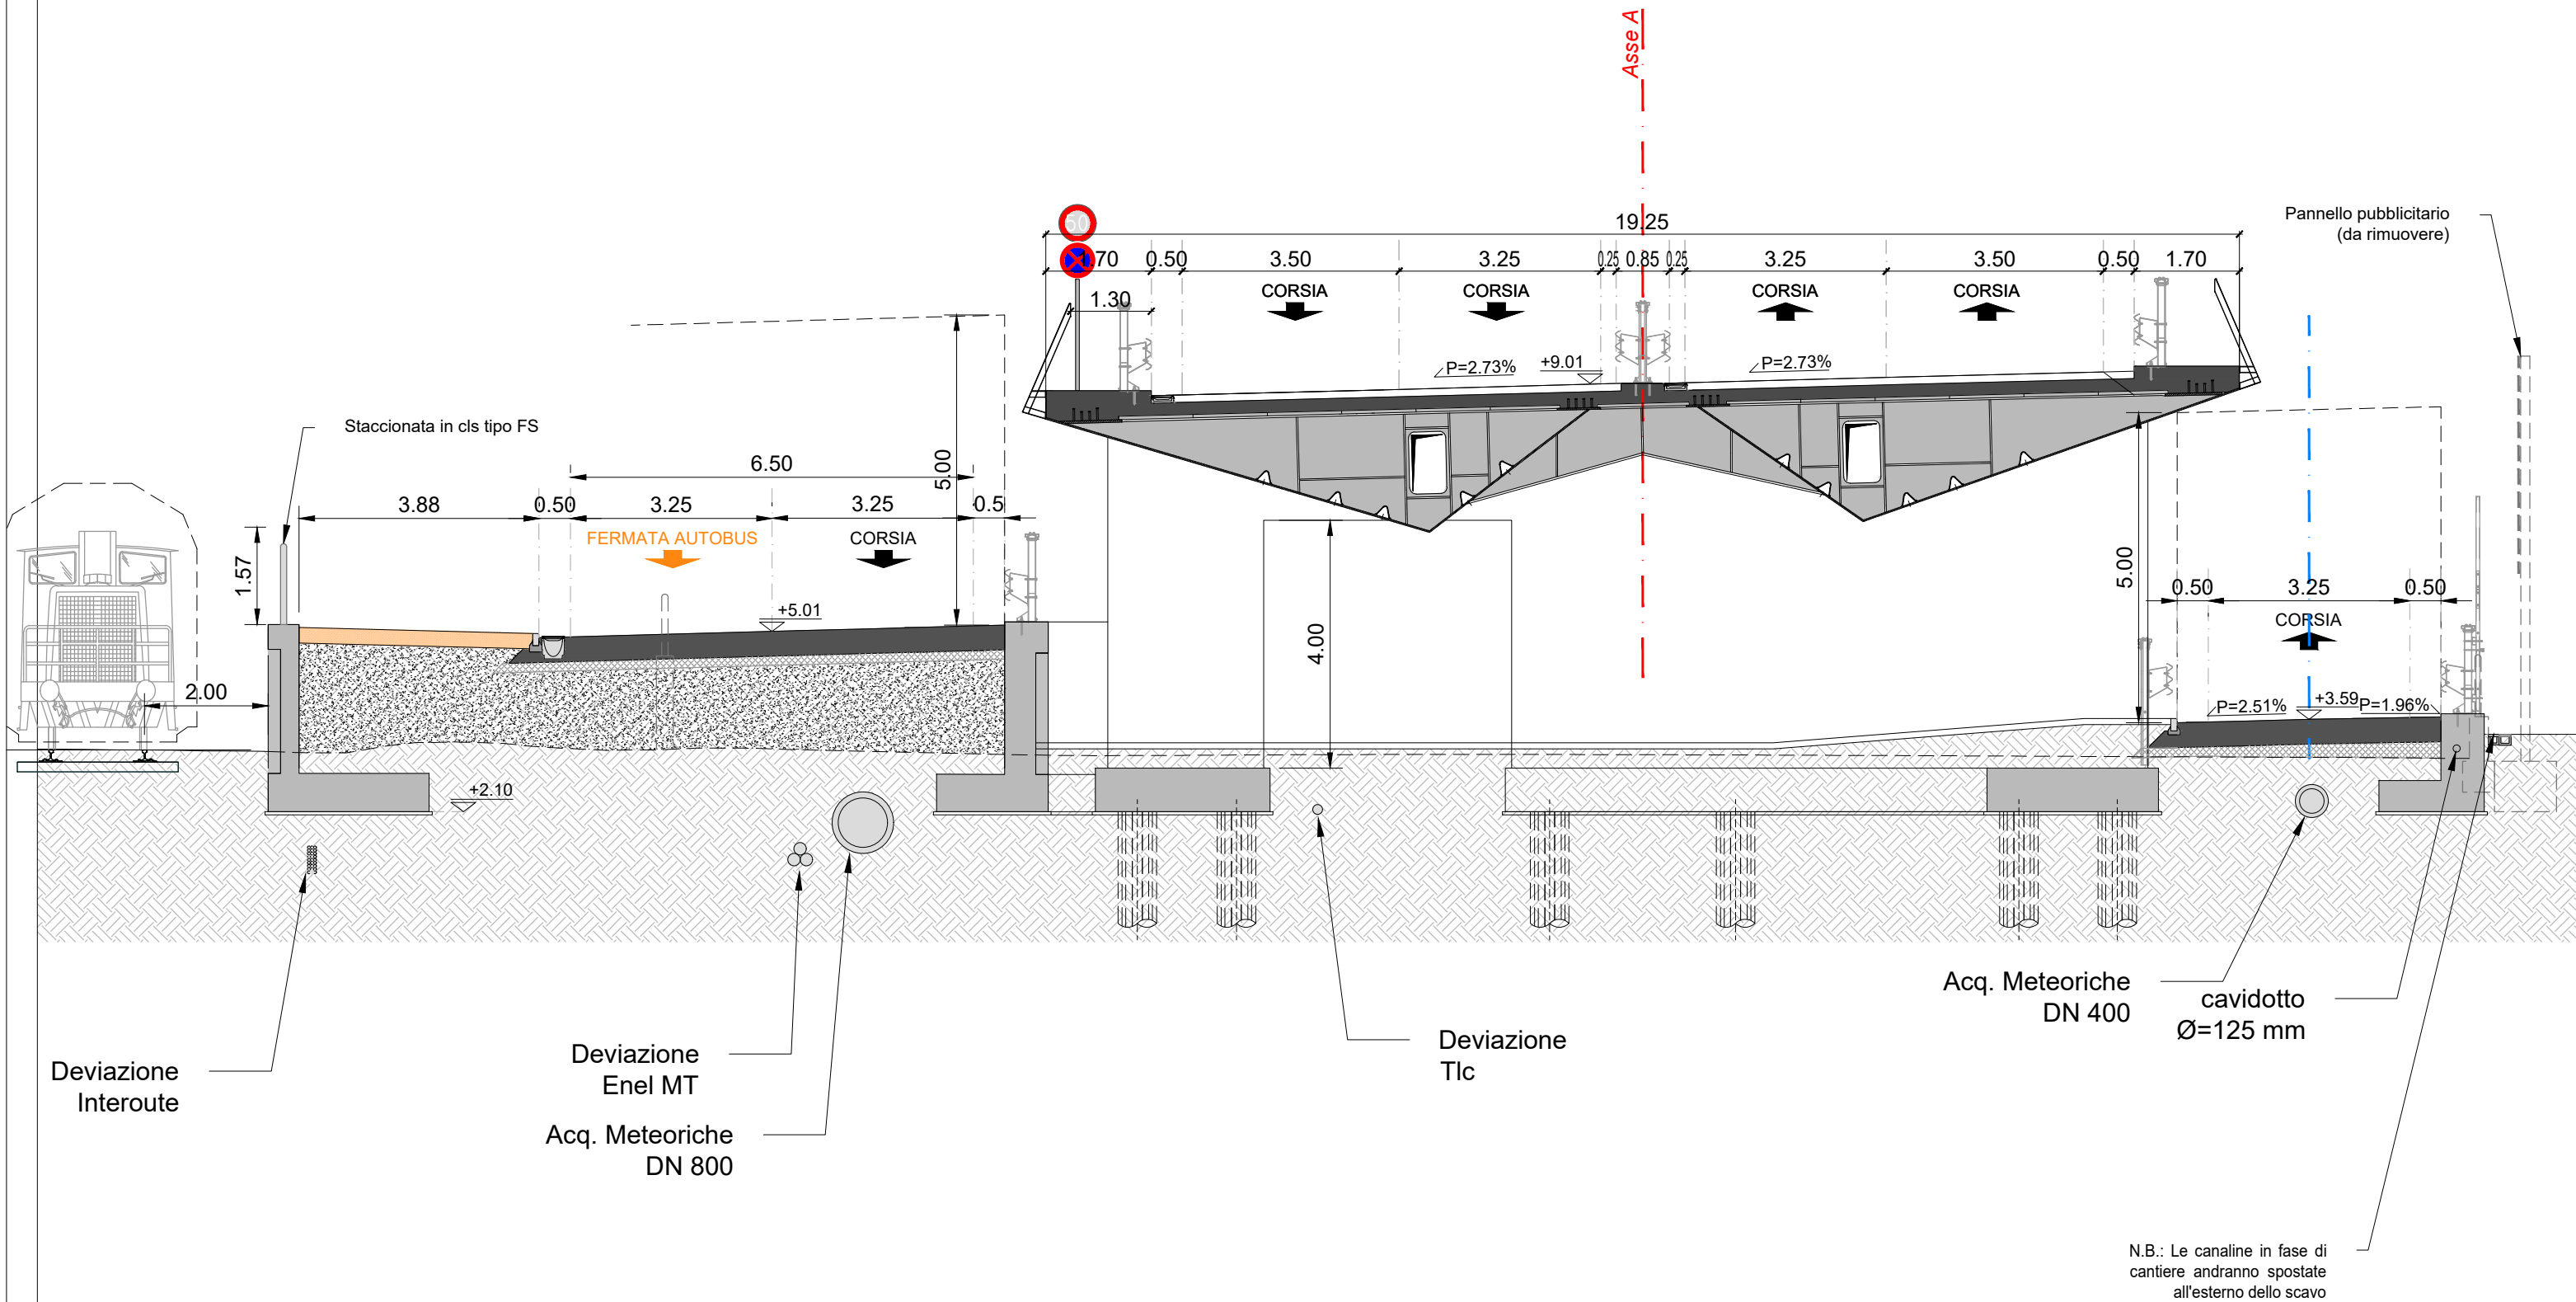 Asse A
50
19.25
1.70 0.50 3.50 3.25 0.25 0.85 0.25 3.25 3.50 0.50 1.70
1.30
CORSIA CORSIA CORSIA CORSIA
P=2.73% +9.01 P=2.73%
Pannello pubblicitario
(da rimuovere)
Staccionata in cls tipo FS
6.50
5.00
3.88 0.50 3.25 3.25 0.5
FERMATA AUTOBUS CORSIA
1.57
+5.01
2.00
+2.10
4.00
5.00
0.50 3.25 0.50
CORSIA
P=2.51% +3.59 P=1.96%
Deviazione
Interoute
Deviazione
Enel MT
Acq. Meteoriche
DN 800
Deviazione
Tlc
Acq. Meteoriche
DN 400
cavidotto
Ø=125 mm
N.B.: Le canaline in fase di
cantiere andranno spostate
all'esterno dello scavo